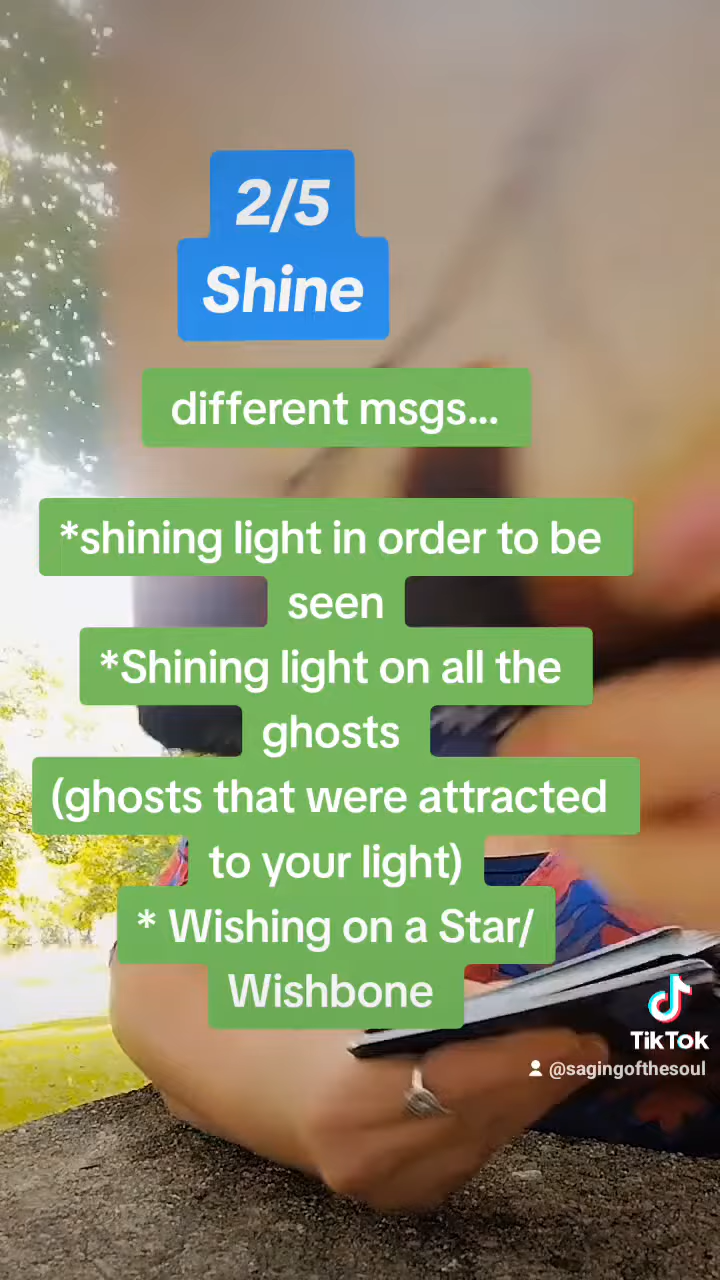 2/5
Shine
different msgs...
*shining light in order to be
seen
*Shining light on all the
ghosts
(ghosts that were attracted
to your light)
* Wishing on a Star/
Wishbone
TikTok
@sagingofthesoul